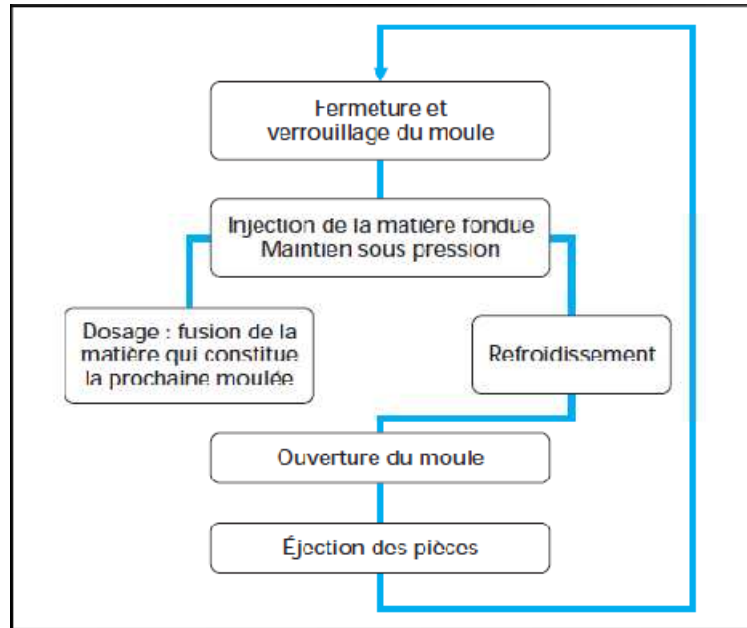 Fermeture et
verrouillage du moule
Injection de la matière fondue
Maintien sous pression
Dosage : fusion de la
matière qui constitue
la prochaine moulée
Refroidissement
Ouverture du moule
Éjection des pièces